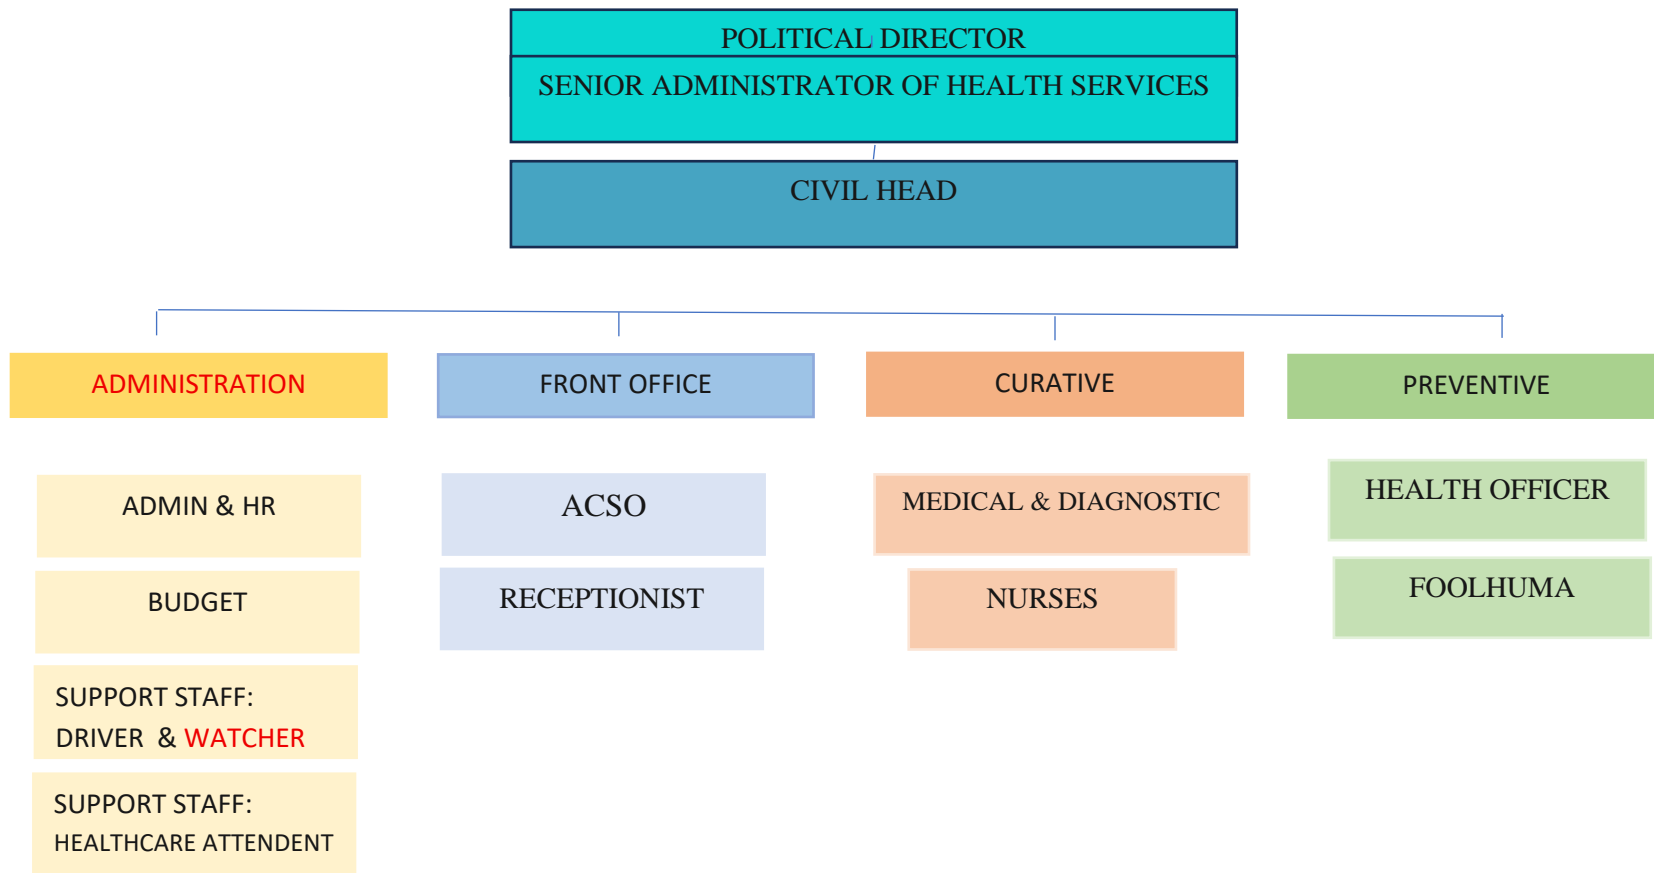 POLITICAL DIRECTOR
SENIOR ADMINISTRATOR OF HEALTH SERVICES
CIVIL HEAD
ADMINISTRATION
FRONT OFFICE
CURATIVE
PREVENTIVE
ADMIN & HR
BUDGET
SUPPORT STAFF:
DRIVER & WATCHER
SUPPORT STAFF:
HEALTHCARE ATTENDENT
ACSO
RECEPTIONIST
MEDICAL & DIAGNOSTIC
NURSES
HEALTH OFFICER
FOOLHUMA